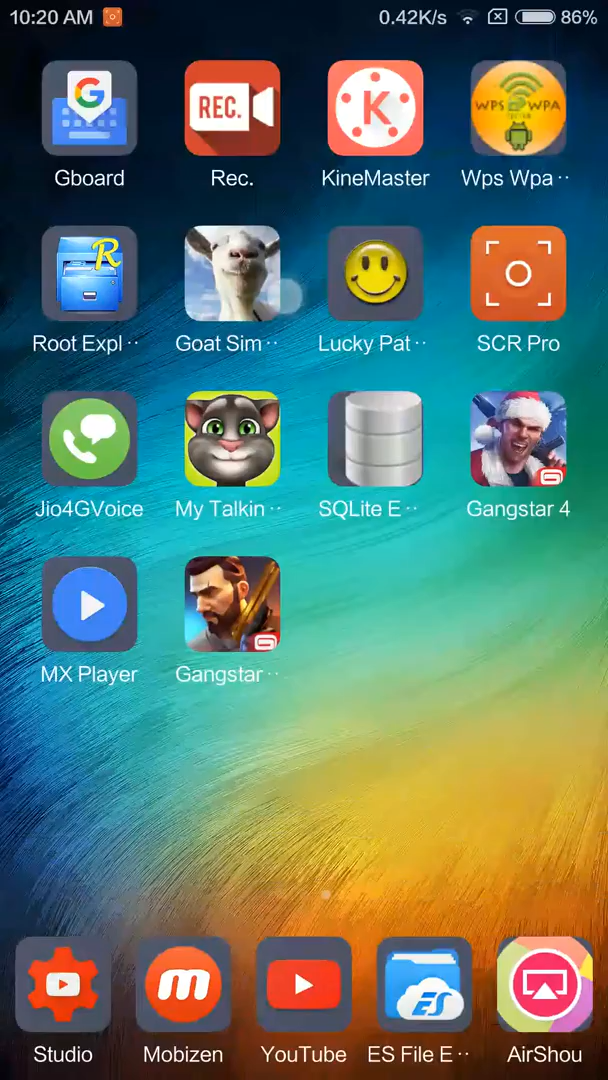 10:20 AM 0.42K/s 86%
G
REC.
K
WPS WPA
Gboard Rec. KineMaster Wps Wpa ··
R
Root Expl ·· Goat Sim ·· Lucky Pat ·· SCR Pro
Jio4GVoice My Talkin ·· SQLite E ·· Gangstar 4
MX Player Gangstar ··
m
ES
Studio Mobizen YouTube ES File E ·· AirShou